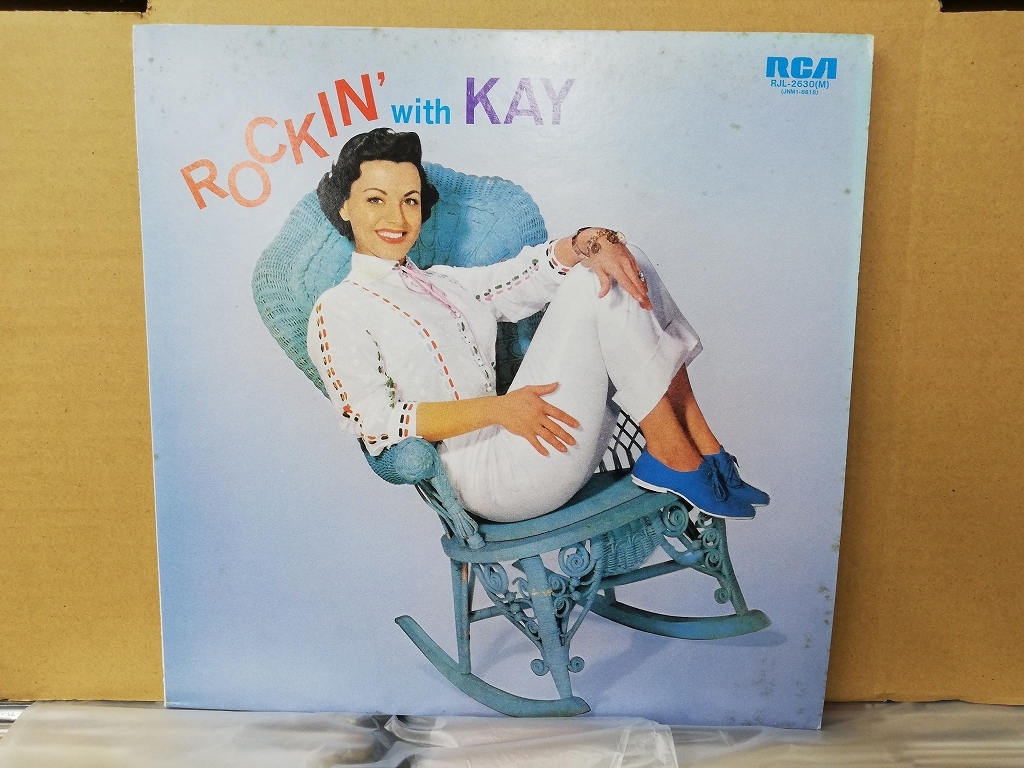 ROCKIN' with KAY
RCA
RJL-2630(M)
(JNM1-8818)